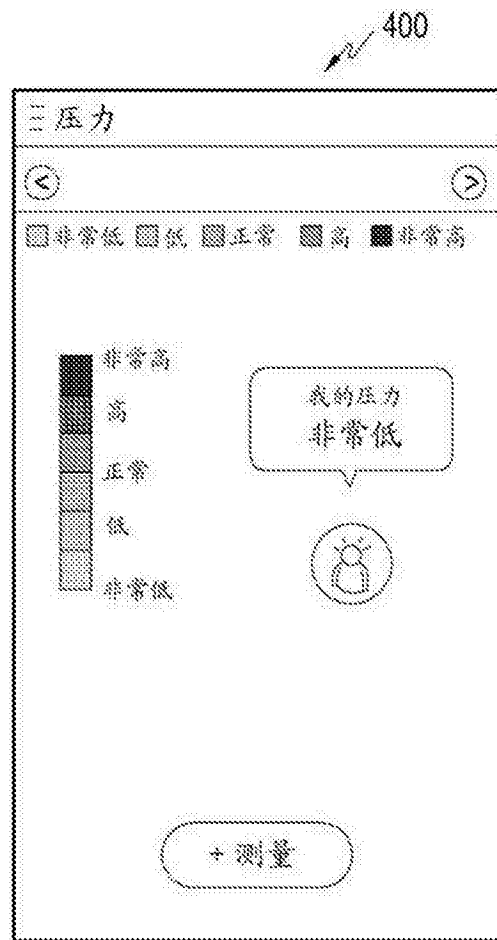 400
压力
< >
非常低 低 正常 高 非常高
非常高
高
正常
低
非常低
我的压力
非常低
+ 测量